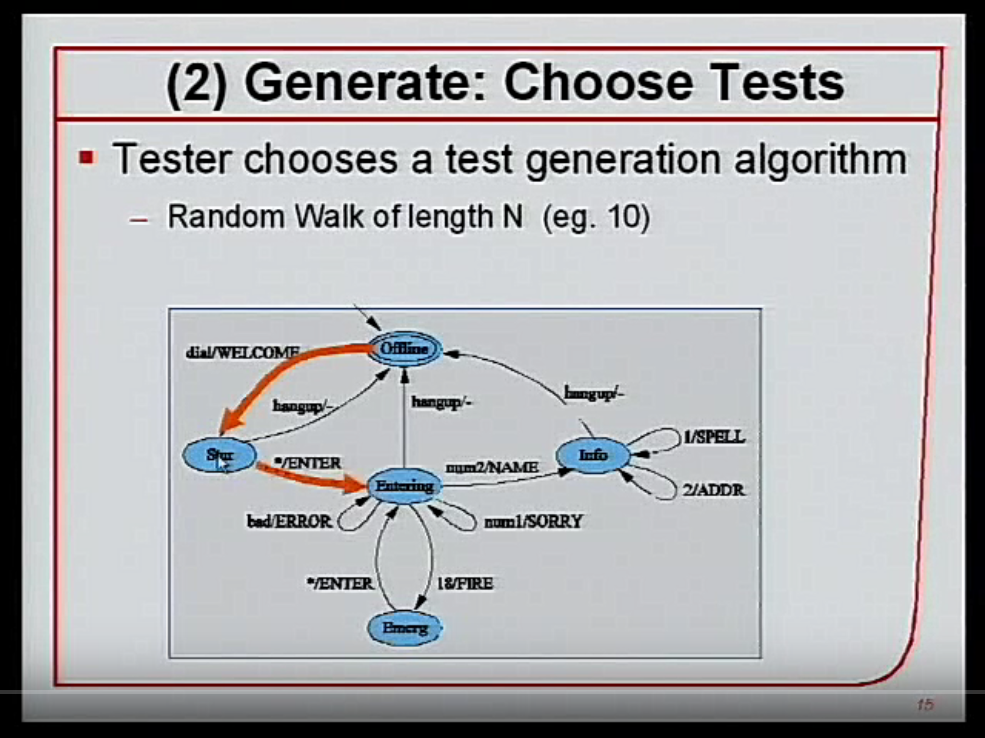 (2) Generate: Choose Tests
Tester chooses a test generation algorithm
– Random Walk of length N (eg. 10)
Offline
dial/WELCOME
hangup/-
hangup/-
hangup/-
Info
1/SPELL
*/ENTER
num2/NAME
Entering
2/ADDR
bad/ERROR
num1/SORRY
*/ENTER
18/FIRE
Emerg
15